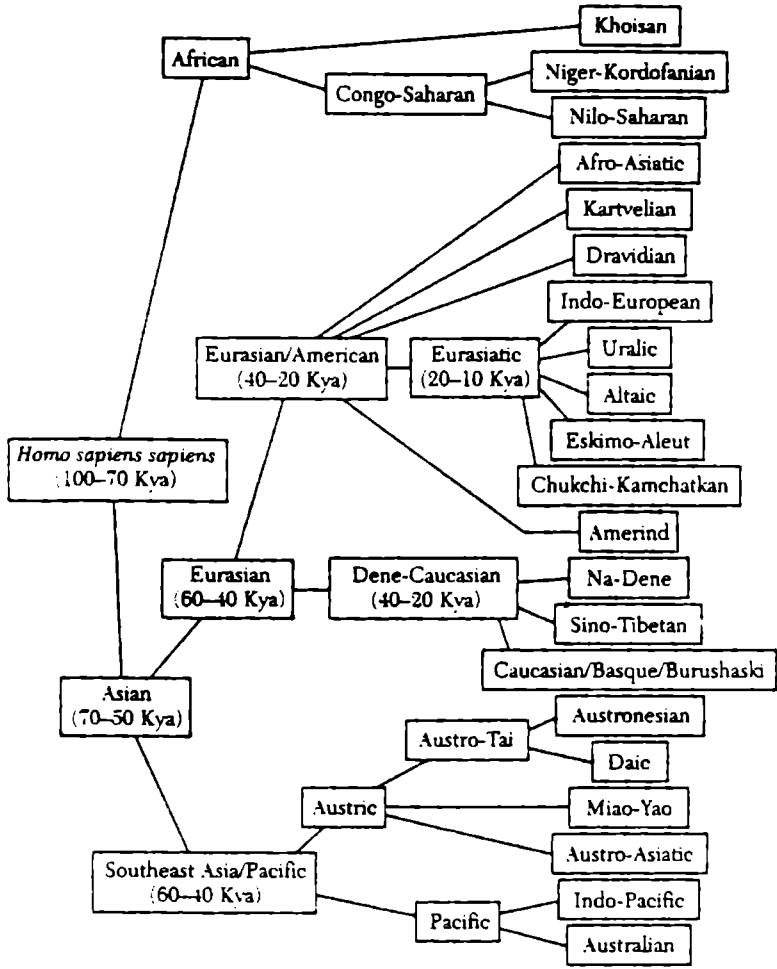 Khoisan
African
Niger-Kordofanian
Congo-Saharan
Nilo-Saharan
Afro-Asiatic
Kartvelian
Dravidian
Indo-European
Eurasian/American
(40–20 Kya)
Eurasiatic
(20–10 Kya)
Uralic
Altaic
Eskimo-Aleut
Homo sapiens sapiens
(100–70 Kya)
Chukchi-Kamchatkan
Amerind
Eurasian
(60–40 Kya)
Dene-Caucasian
(40–20 Kya)
Na-Dene
Sino-Tibetan
Caucasian/Basque/Burushaski
Asian
(70–50 Kya)
Austronesian
Austro-Tai
Daic
Austric
Miao-Yao
Austro-Asiatic
Southeast Asia/Pacific
(60–40 Kya)
Indo-Pacific
Pacific
Australian